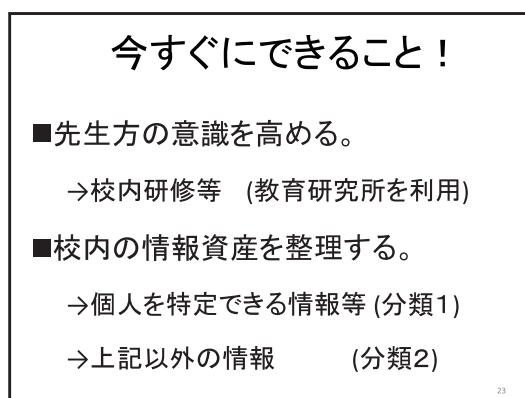 今すぐにできること！
■先生方の意識を高める。
→校内研修等　(教育研究所を利用)
■校内の情報資産を整理する。
→個人を特定できる情報等 (分類１)
→上記以外の情報　　　(分類２)
23